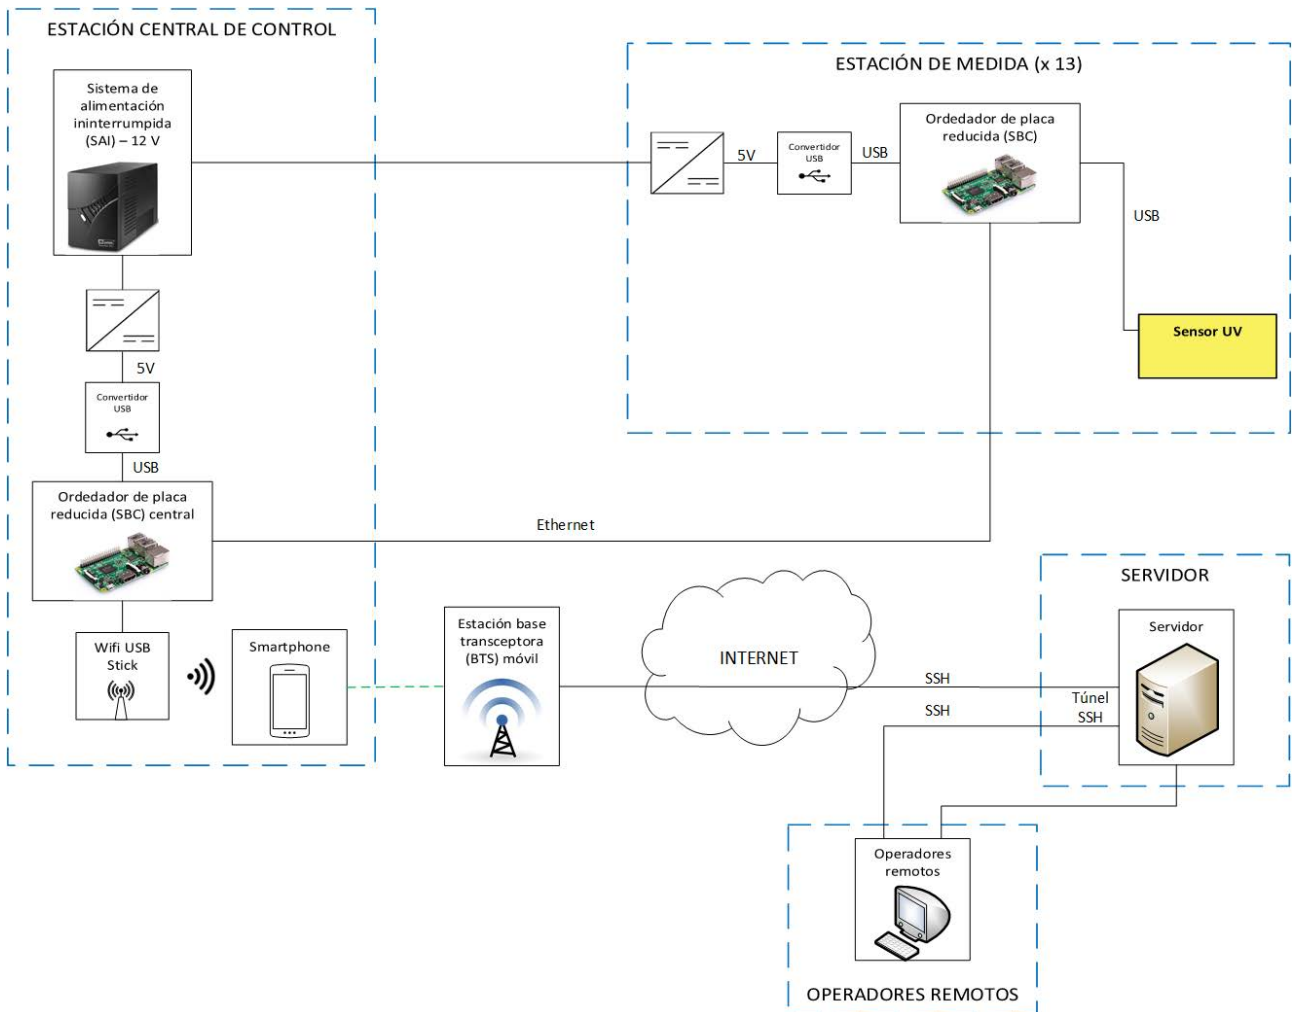 ESTACIÓN CENTRAL DE CONTROL
Sistema de
alimentación
ininterrumpida
(SAI) – 12 V
5V
Convertidor
USB
USB
Ordedador de placa
reducida (SBC) central
Wifi USB
Stick
Smartphone
ESTACIÓN DE MEDIDA (x 13)
5V
Convertidor
USB
USB
Ordedador de placa
reducida (SBC)
USB
Sensor UV
Ethernet
Estación base
transceptora
(BTS) móvil
INTERNET
SSH
SSH
Túnel
SSH
SERVIDOR
Servidor
Operadores
remotos
OPERADORES REMOTOS